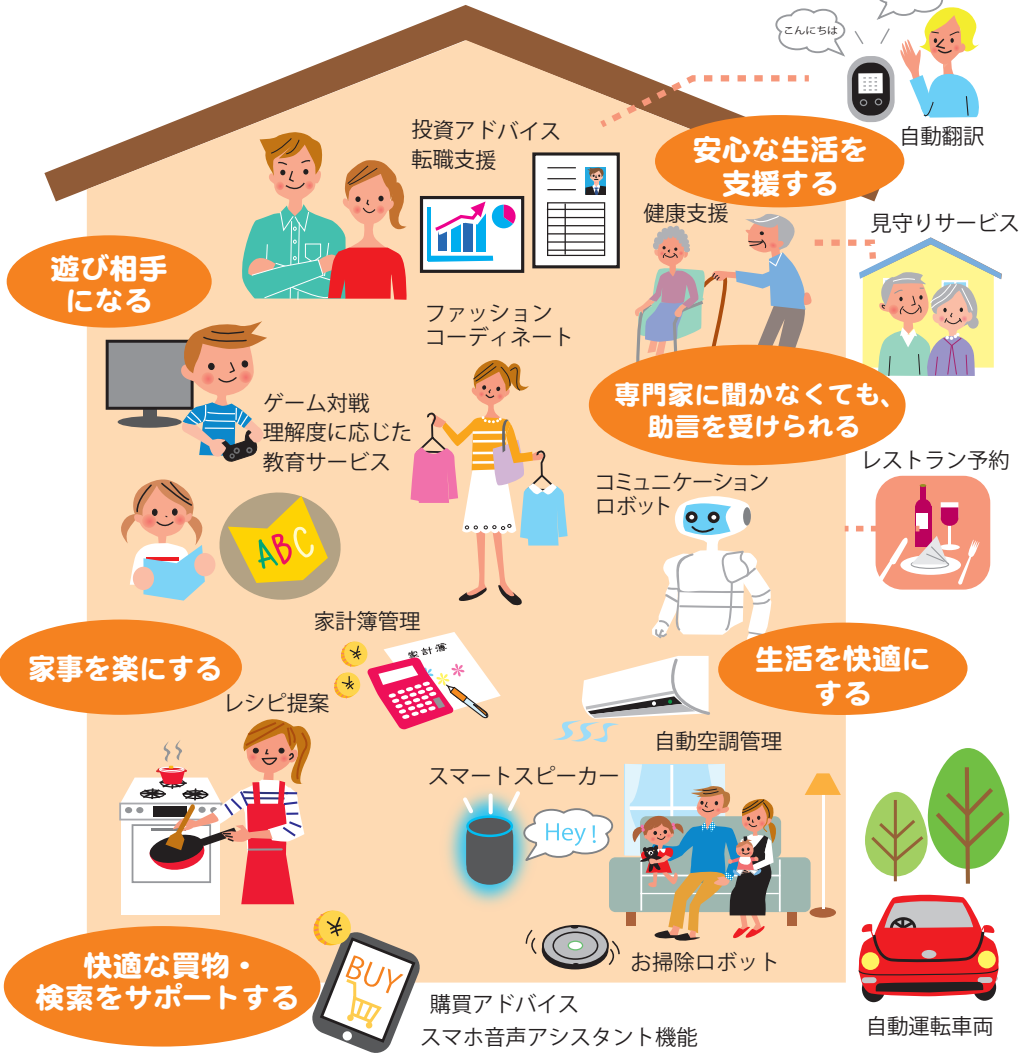 こんにちは
自動翻訳
投資アドバイス
転職支援
安心な生活を
支援する
健康支援
見守りサービス
遊び相手
になる
ファッション
コーディネート
専門家に聞かなくても、
助言を受けられる
ゲーム対戦
理解度に応じた
教育サービス
レストラン予約
コミュニケーション
ロボット
ABC
家計簿管理
家計簿
¥
¥
家事を楽にする
生活を快適に
する
レシピ提案
自動空調管理
スマートスピーカー
Hey!
お掃除ロボット
快適な買物・
検索をサポートする
¥
BUY
購買アドバイス
スマホ音声アシスタント機能
自動運転車両